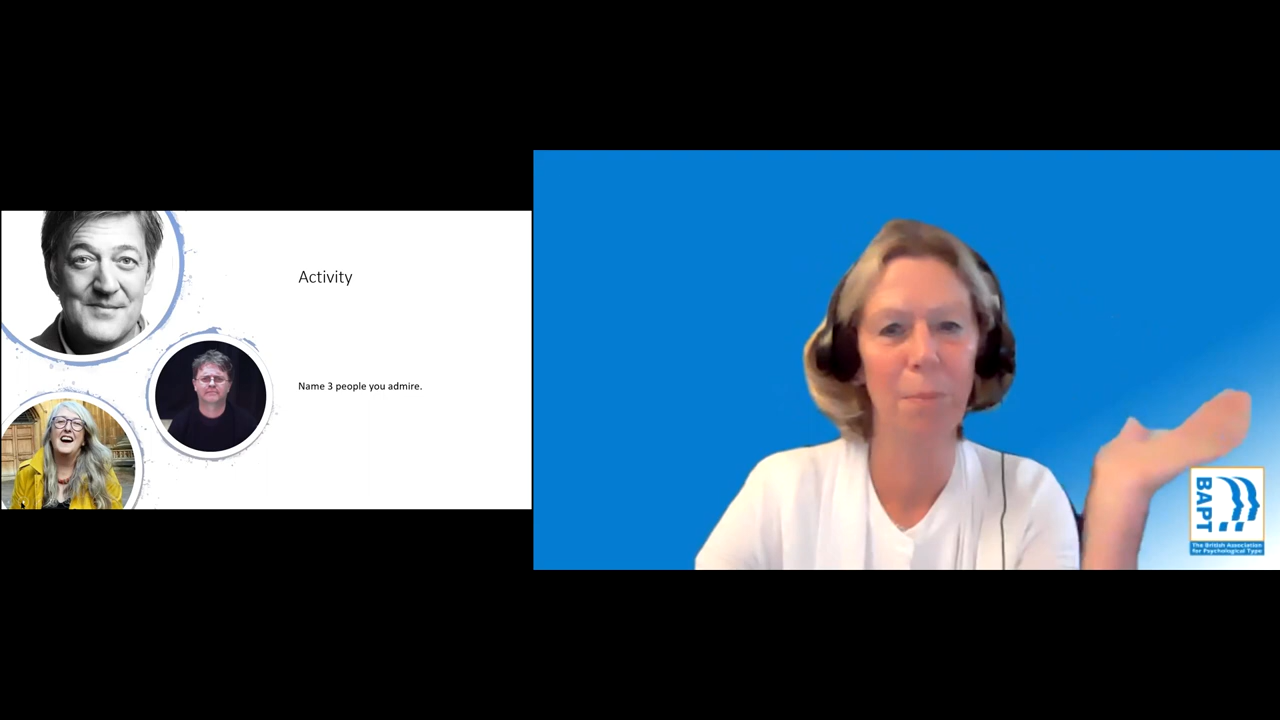 Activity
Name 3 people you admire.
BAPT
The British Association
for Psychological Type